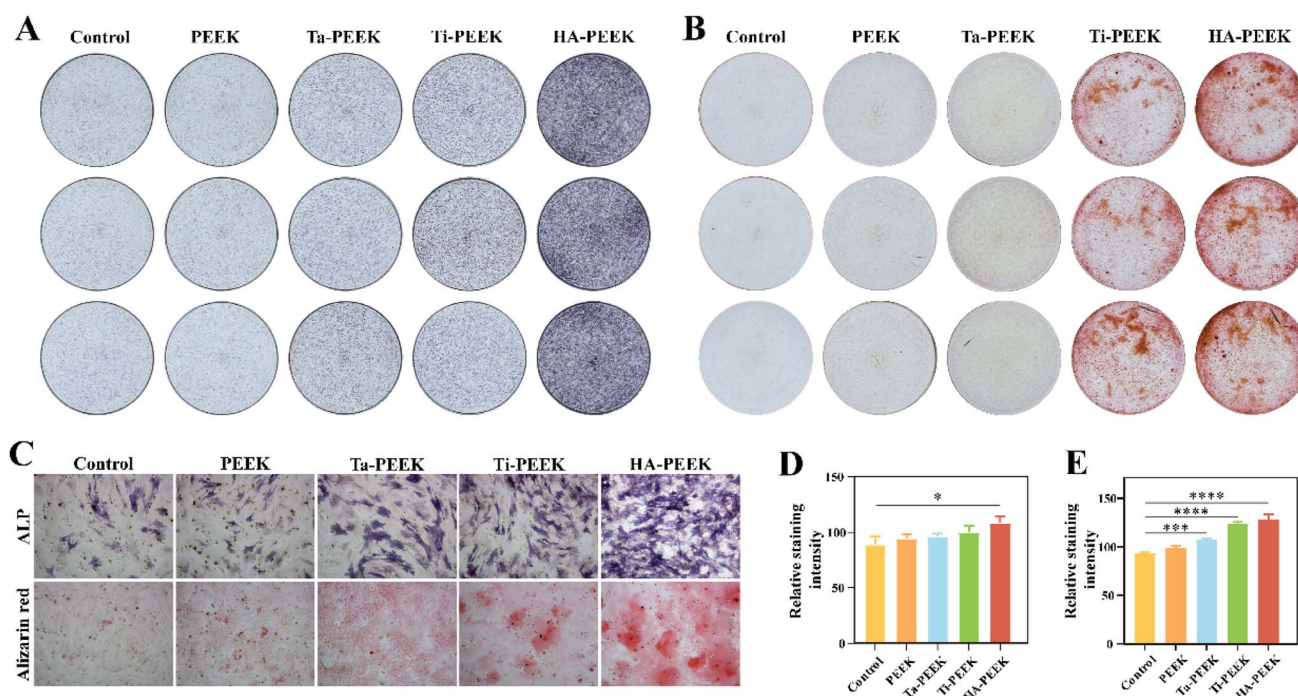 A
Control PEEK Ta-PEEK Ti-PEEK HA-PEEK
B
Control PEEK Ta-PEEK Ti-PEEK HA-PEEK
C
Control PEEK Ta-PEEK Ti-PEEK HA-PEEK
ALP
Alizarin red
D
Relative staining
intensity
150
100
50
0
*
Control PEEK Ta-PEEK Ti-PEEK HA-PEEK
E
Relative staining
intensity
150
100
50
0
****
****
***
Control PEEK Ta-PEEK Ti-PEEK HA-PEEK